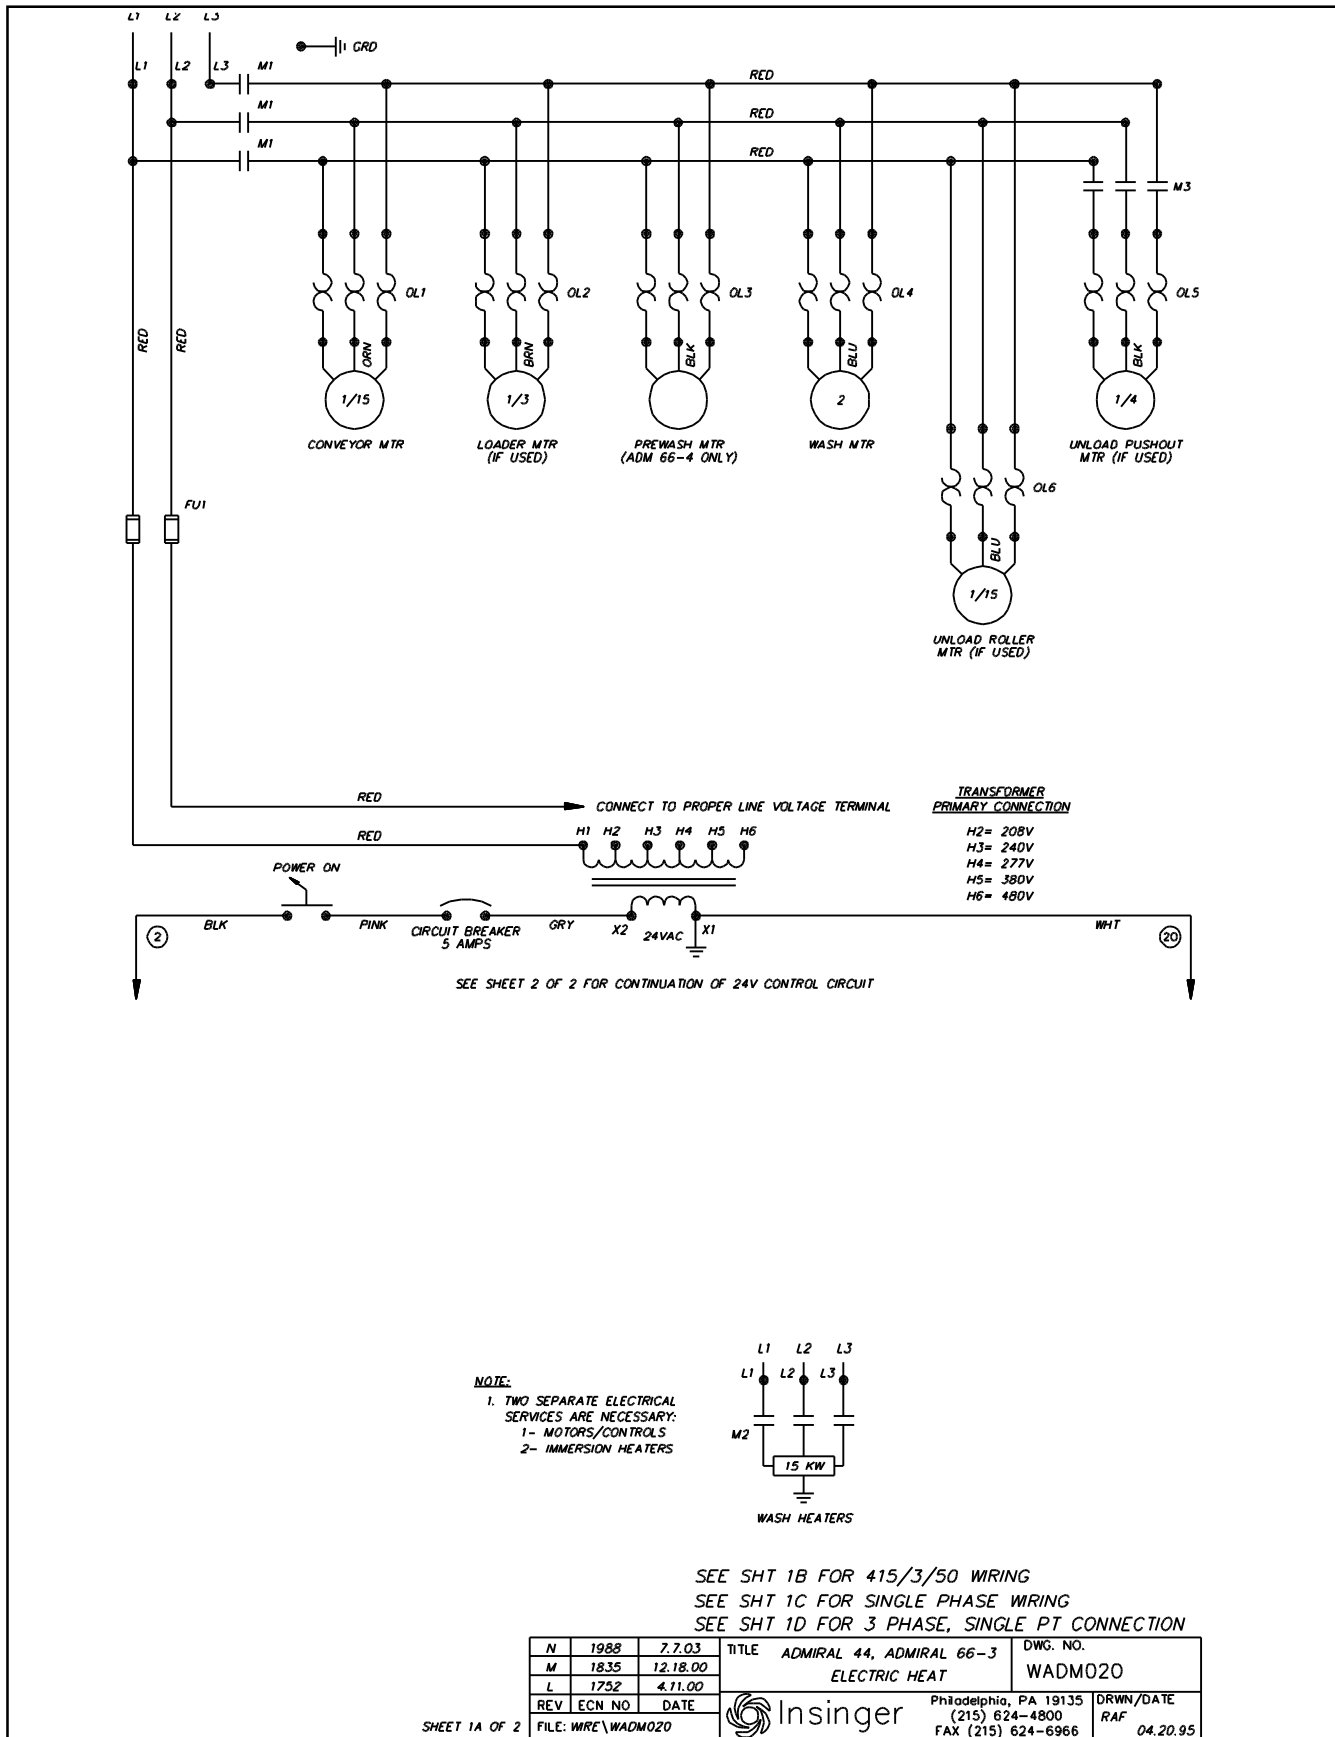 L1 L2 L3
GRD
L1 L2 L3 M1
RED
M1
RED
M1
RED
M3
OL1 OL2 OL3 OL4 OL5
RED RED
ORN BRN BLK BLU BLK
1/15 1/3 2 1/4
CONVEYOR MTR
LOADER MTR
(IF USED)
PREWASH MTR
(ADM 66-4 ONLY)
WASH MTR
UNLOAD PUSHOUT
MTR (IF USED)
OL6
FU1
BLU
1/15
UNLOAD ROLLER
MTR (IF USED)
RED
CONNECT TO PROPER LINE VOLTAGE TERMINAL
RED
H1 H2 H3 H4 H5 H6
TRANSFORMER
PRIMARY CONNECTION
H2= 208V
H3= 240V
H4= 277V
H5= 380V
H6= 480V
POWER ON
2
BLK
PINK
CIRCUIT BREAKER
5 AMPS
GRY
X2
24VAC
X1
WHT
20
SEE SHEET 2 OF 2 FOR CONTINUATION OF 24V CONTROL CIRCUIT
NOTE:
1. TWO SEPARATE ELECTRICAL
SERVICES ARE NECESSARY:
1- MOTORS/CONTROLS
2- IMMERSION HEATERS
L1 L2 L3
L1 L2 L3
M2
15 KW
WASH HEATERS
SEE SHT 1B FOR 415/3/50 WIRING
SEE SHT 1C FOR SINGLE PHASE WIRING
SEE SHT 1D FOR 3 PHASE, SINGLE PT CONNECTION
N 1988 7.7.03
M 1835 12.18.00
L 1752 4.11.00
REV ECN NO DATE
FILE: WIRE\WADM020
SHEET 1A OF 2
TITLE ADMIRAL 44, ADMIRAL 66-3
ELECTRIC HEAT
DWG. NO.
WADM020
Insinger
Philadelphia, PA 19135
(215) 624-4800
FAX (215) 624-6966
DRWN/DATE
RAF
04.20.95